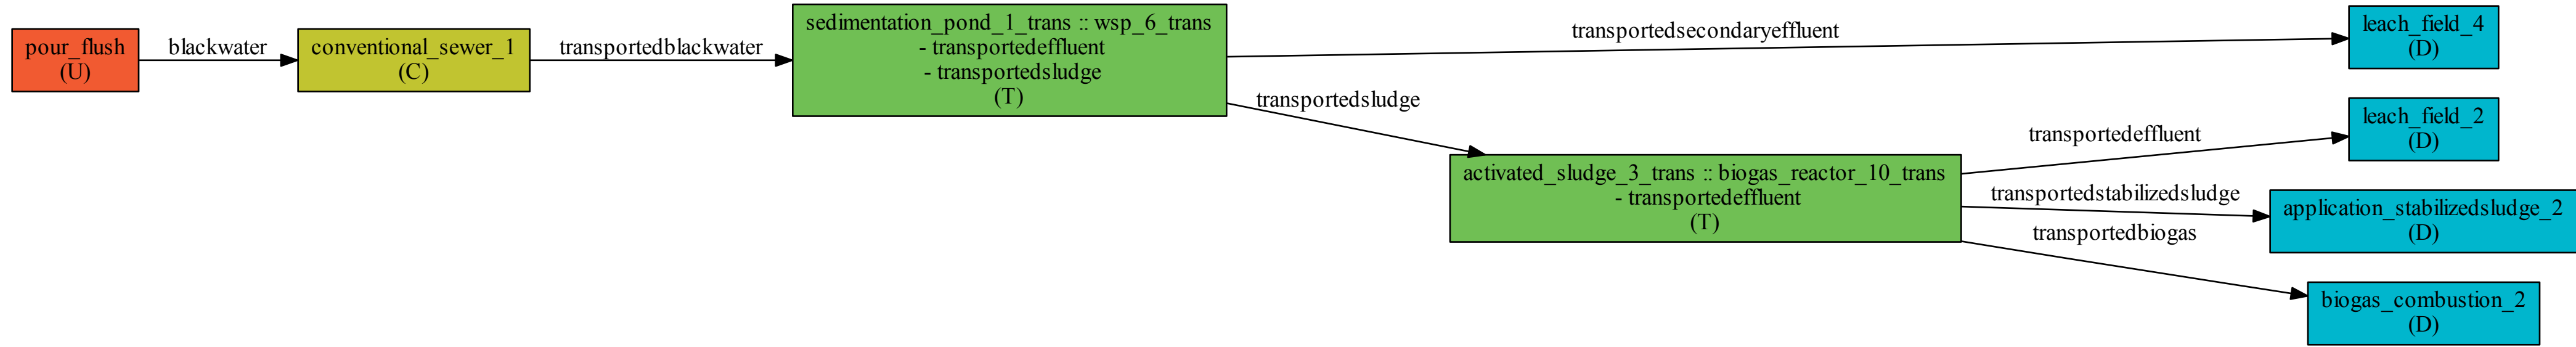 pour_flush
(U)
blackwater
conventional_sewer_1
(C)
transportedblackwater
sedimentation_pond_1_trans :: wsp_6_trans
- transportedeffluent
- transportedsludge
(T)
transportedsecondaryeffluent
leach_field_4
(D)
transportedsludge
activated_sludge_3_trans :: biogas_reactor_10_trans
- transportedeffluent
(T)
transportedeffluent
leach_field_2
(D)
transportedstabilizedsludge
application_stabilizedsludge_2
(D)
transportedbiogas
biogas_combustion_2
(D)